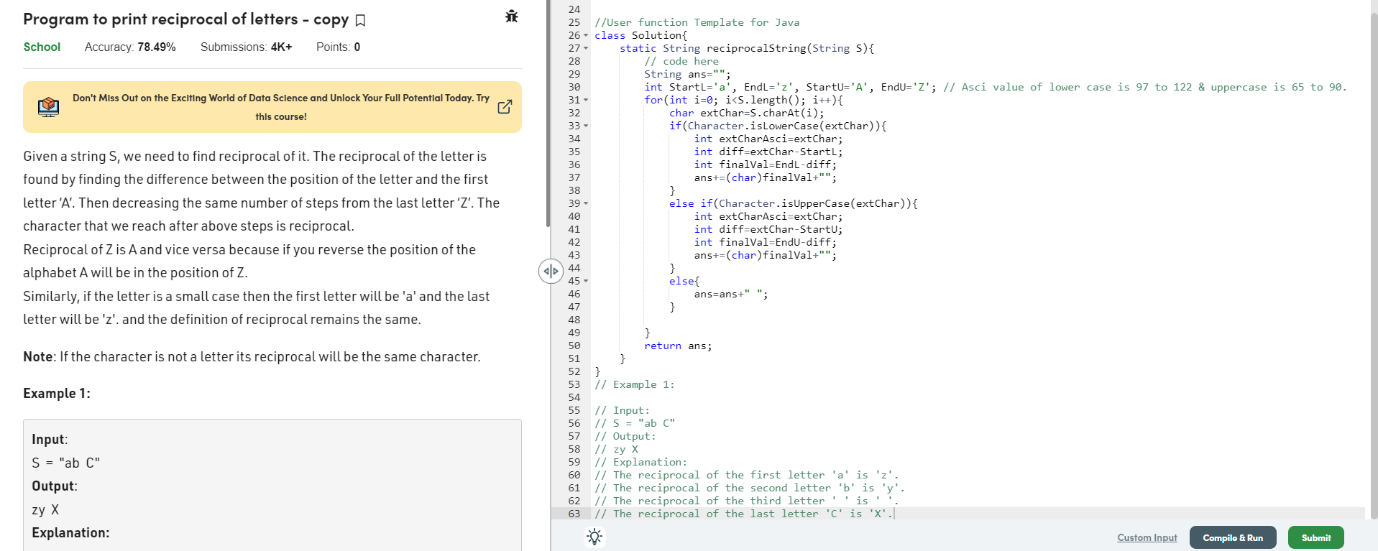 Program to print reciprocal of letters - copy
School Accuracy: 78.49% Submissions: 4K+ Points: 0
Don't Miss Out on the Exciting World of Data Science and Unlock Your Full Potential Today. Try
this course!
Given a string S, we need to find reciprocal of it. The reciprocal of the letter is
found by finding the difference between the position of the letter and the first
letter ‘A’. Then decreasing the same number of steps from the last letter ‘Z’. The
character that we reach after above steps is reciprocal.
Reciprocal of Z is A and vice versa because if you reverse the position of the
alphabet A will be in the position of Z.
Similarly, if the letter is a small case then the first letter will be 'a' and the last
letter will be 'z'. and the definition of reciprocal remains the same.
Note: If the character is not a letter its reciprocal will be the same character.
Example 1:
Input:
S = "ab C"
Output:
zy X
Explanation:
24
25 //User function Template for Java
26 class Solution{
27 static String reciprocalString(String S){
28 // code here
29 String ans="";
30 int StartL='a', EndL='z', StartU='A', EndU='Z'; // Asci value of lower case is 97 to 122 & uppercase is 65 to 90.
31 for(int i=0; i<S.length(); i++){
32 char extChar=S.charAt(i);
33 if(Character.isLowerCase(extChar)){
34 int extCharAsci=extChar;
35 int diff=extChar-StartL;
36 int finalVal=EndL-diff;
37 ans+=(char)finalVal+"";
38 }
39 else if(Character.isUpperCase(extChar)){
40 int extCharAsci=extChar;
41 int diff=extChar-StartU;
42 int finalVal=EndU-diff;
43 ans+=(char)finalVal+"";
44 }
45 else{
46 ans=ans+" ";
47 }
48
49 }
50 return ans;
51 }
52 }
53 // Example 1:
54
55 // Input:
56 // S = "ab C"
57 // Output:
58 // zy X
59 // Explanation:
60 // The reciprocal of the first letter 'a' is 'z'.
61 // The reciprocal of the second letter 'b' is 'y'.
62 // The reciprocal of the third letter ' ' is ' '.
63 // The reciprocal of the last letter 'C' is 'X'.
Custom Input Compile & Run Submit